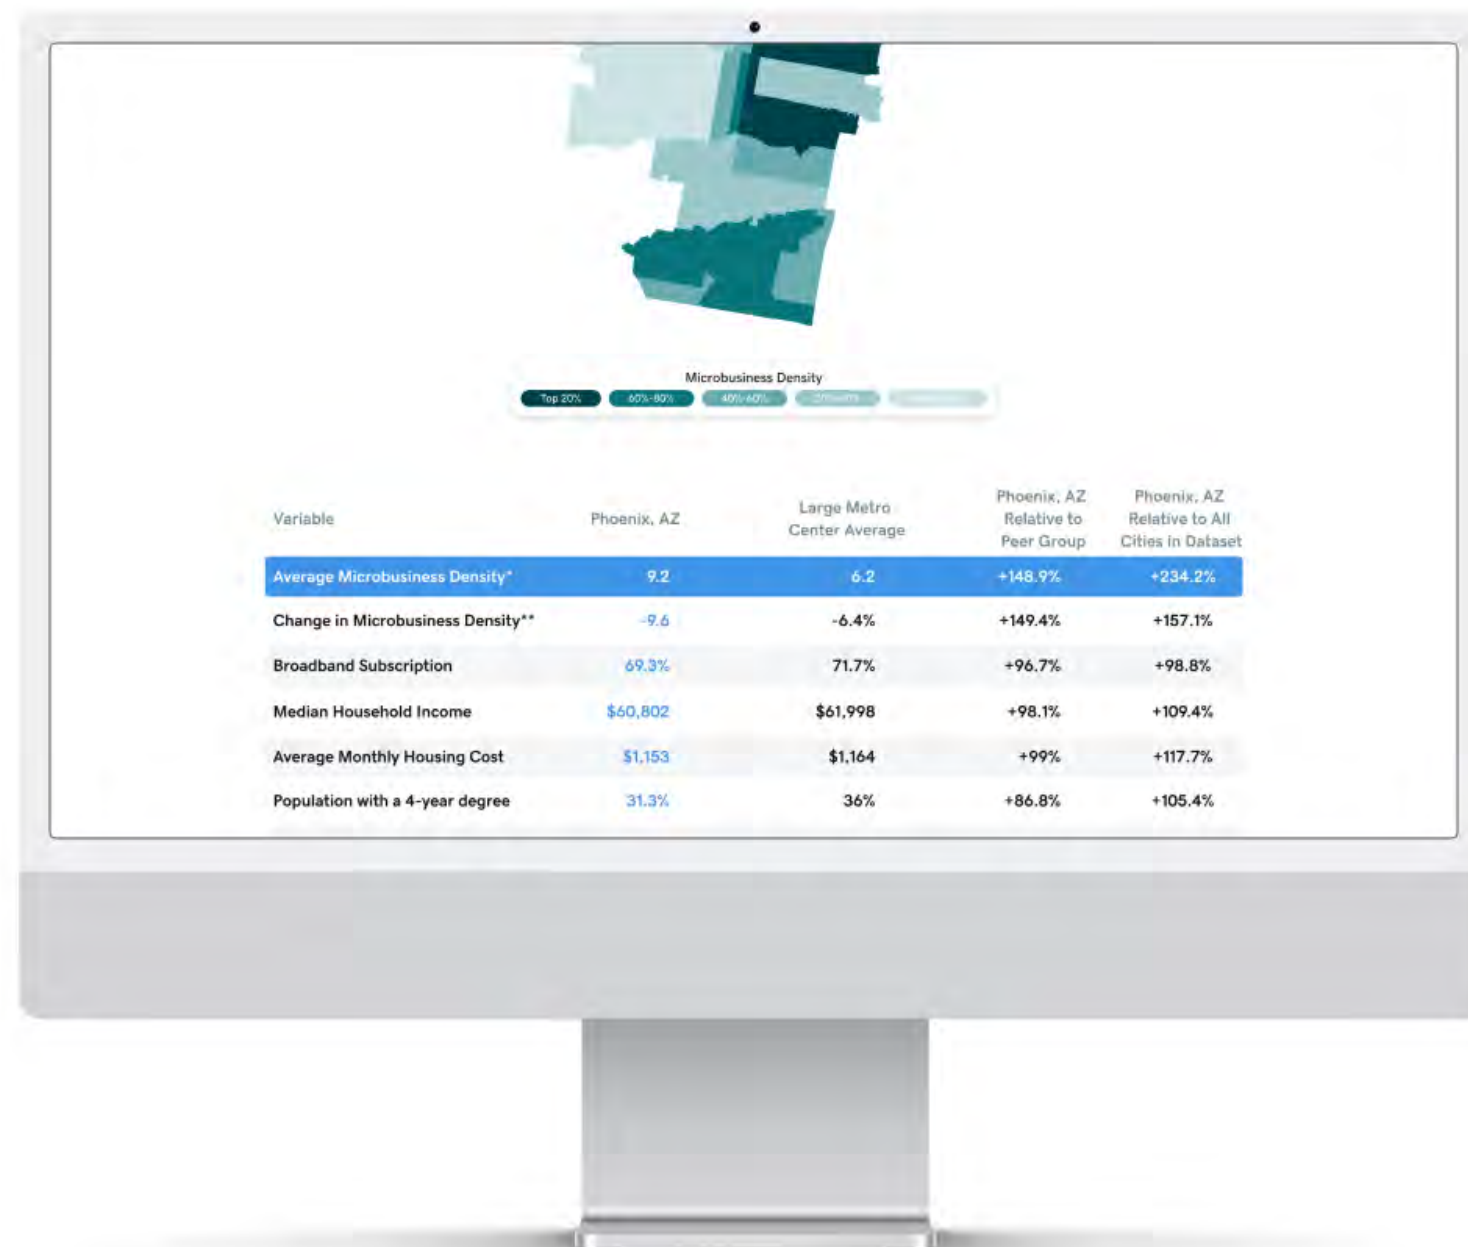 Microbusiness Density
Top 20% 60%-80% 40%-60%
Variable Phoenix, AZ Large Metro Center Average Phoenix, AZ Relative to Peer Group Phoenix, AZ Relative to All Cities in Dataset
Average Microbusiness Density* 9.2 6.2 +148.9% +234.2%
Change in Microbusiness Density** -9.6 -6.4% +149.4% +157.1%
Broadband Subscription 69.3% 71.7% +96.7% +98.8%
Median Household Income $60,802 $61,998 +98.1% +109.4%
Average Monthly Housing Cost $1,153 $1,164 +99% +117.7%
Population with a 4-year degree 31.3% 36% +86.8% +105.4%